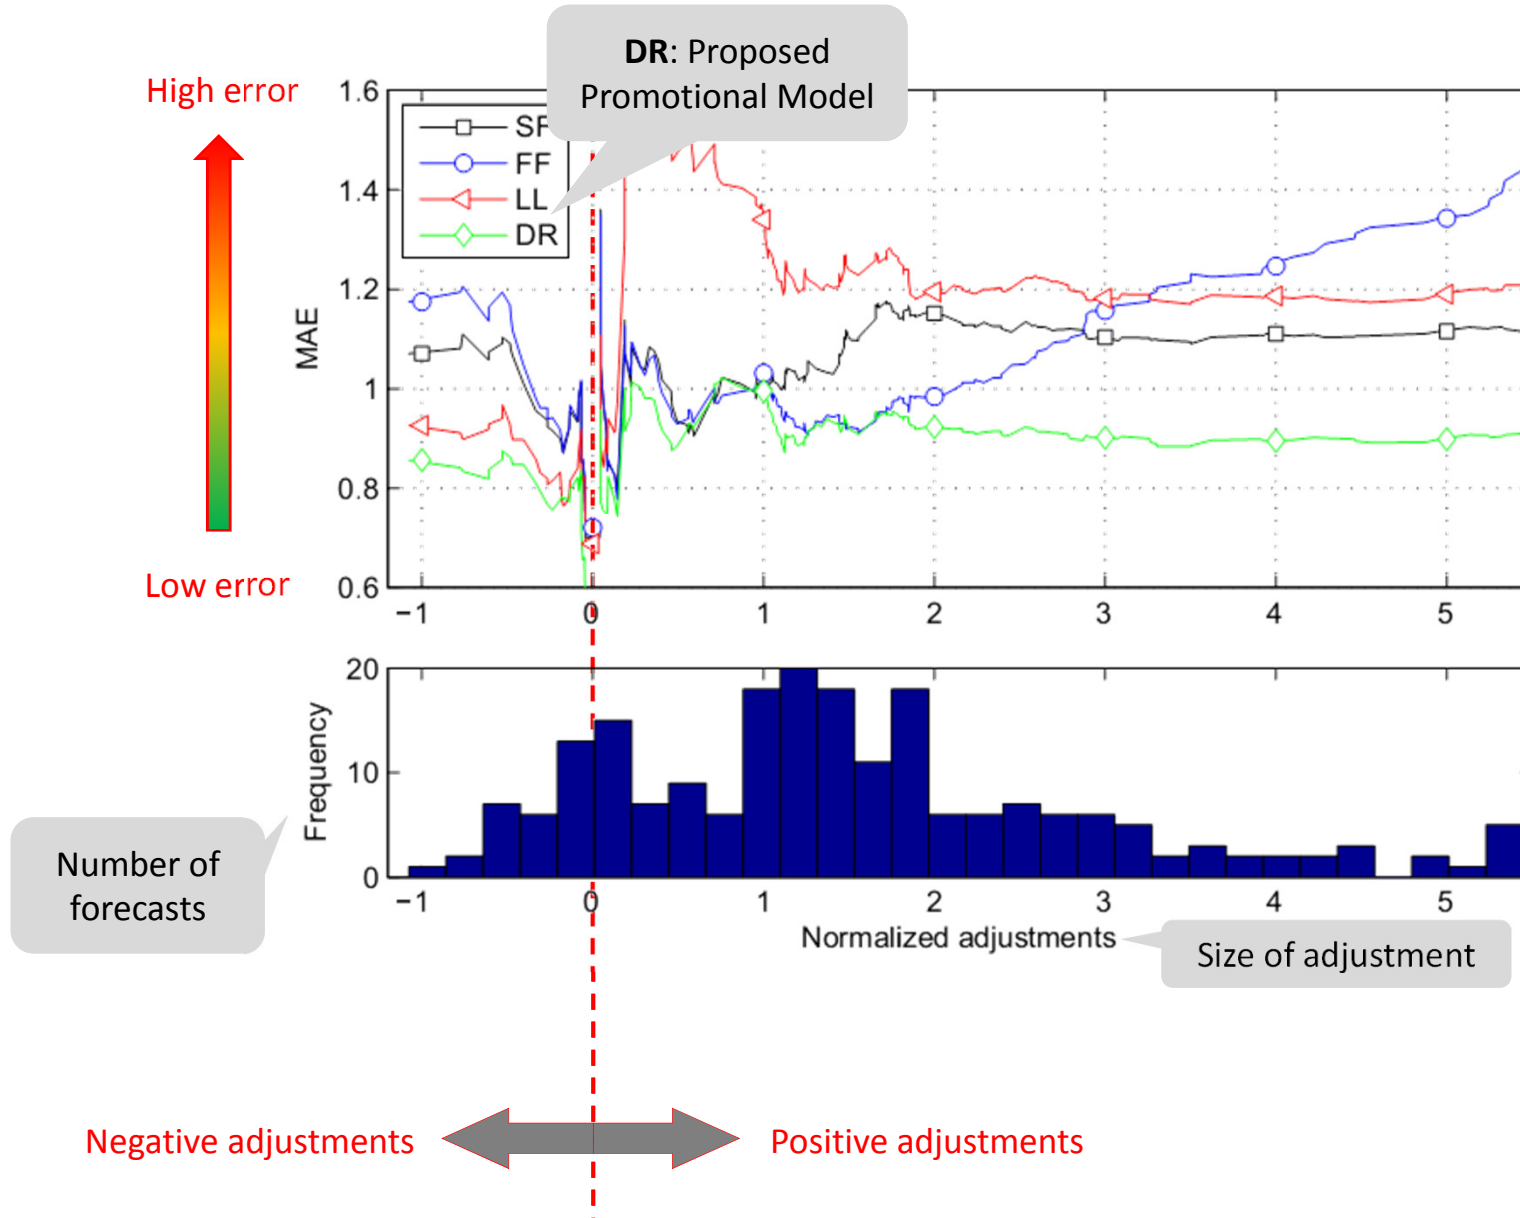 DR: Proposed
Promotional Model
High error
Low error
MAE
1.6
1.4
1.2
1
0.8
0.6
SF
FF
LL
DR
−1 0 1 2 3 4 5
Frequency
20
10
0
−1 0 1 2 3 4 5
Normalized adjustments
Number of
forecasts
Size of adjustment
Negative adjustments
Positive adjustments